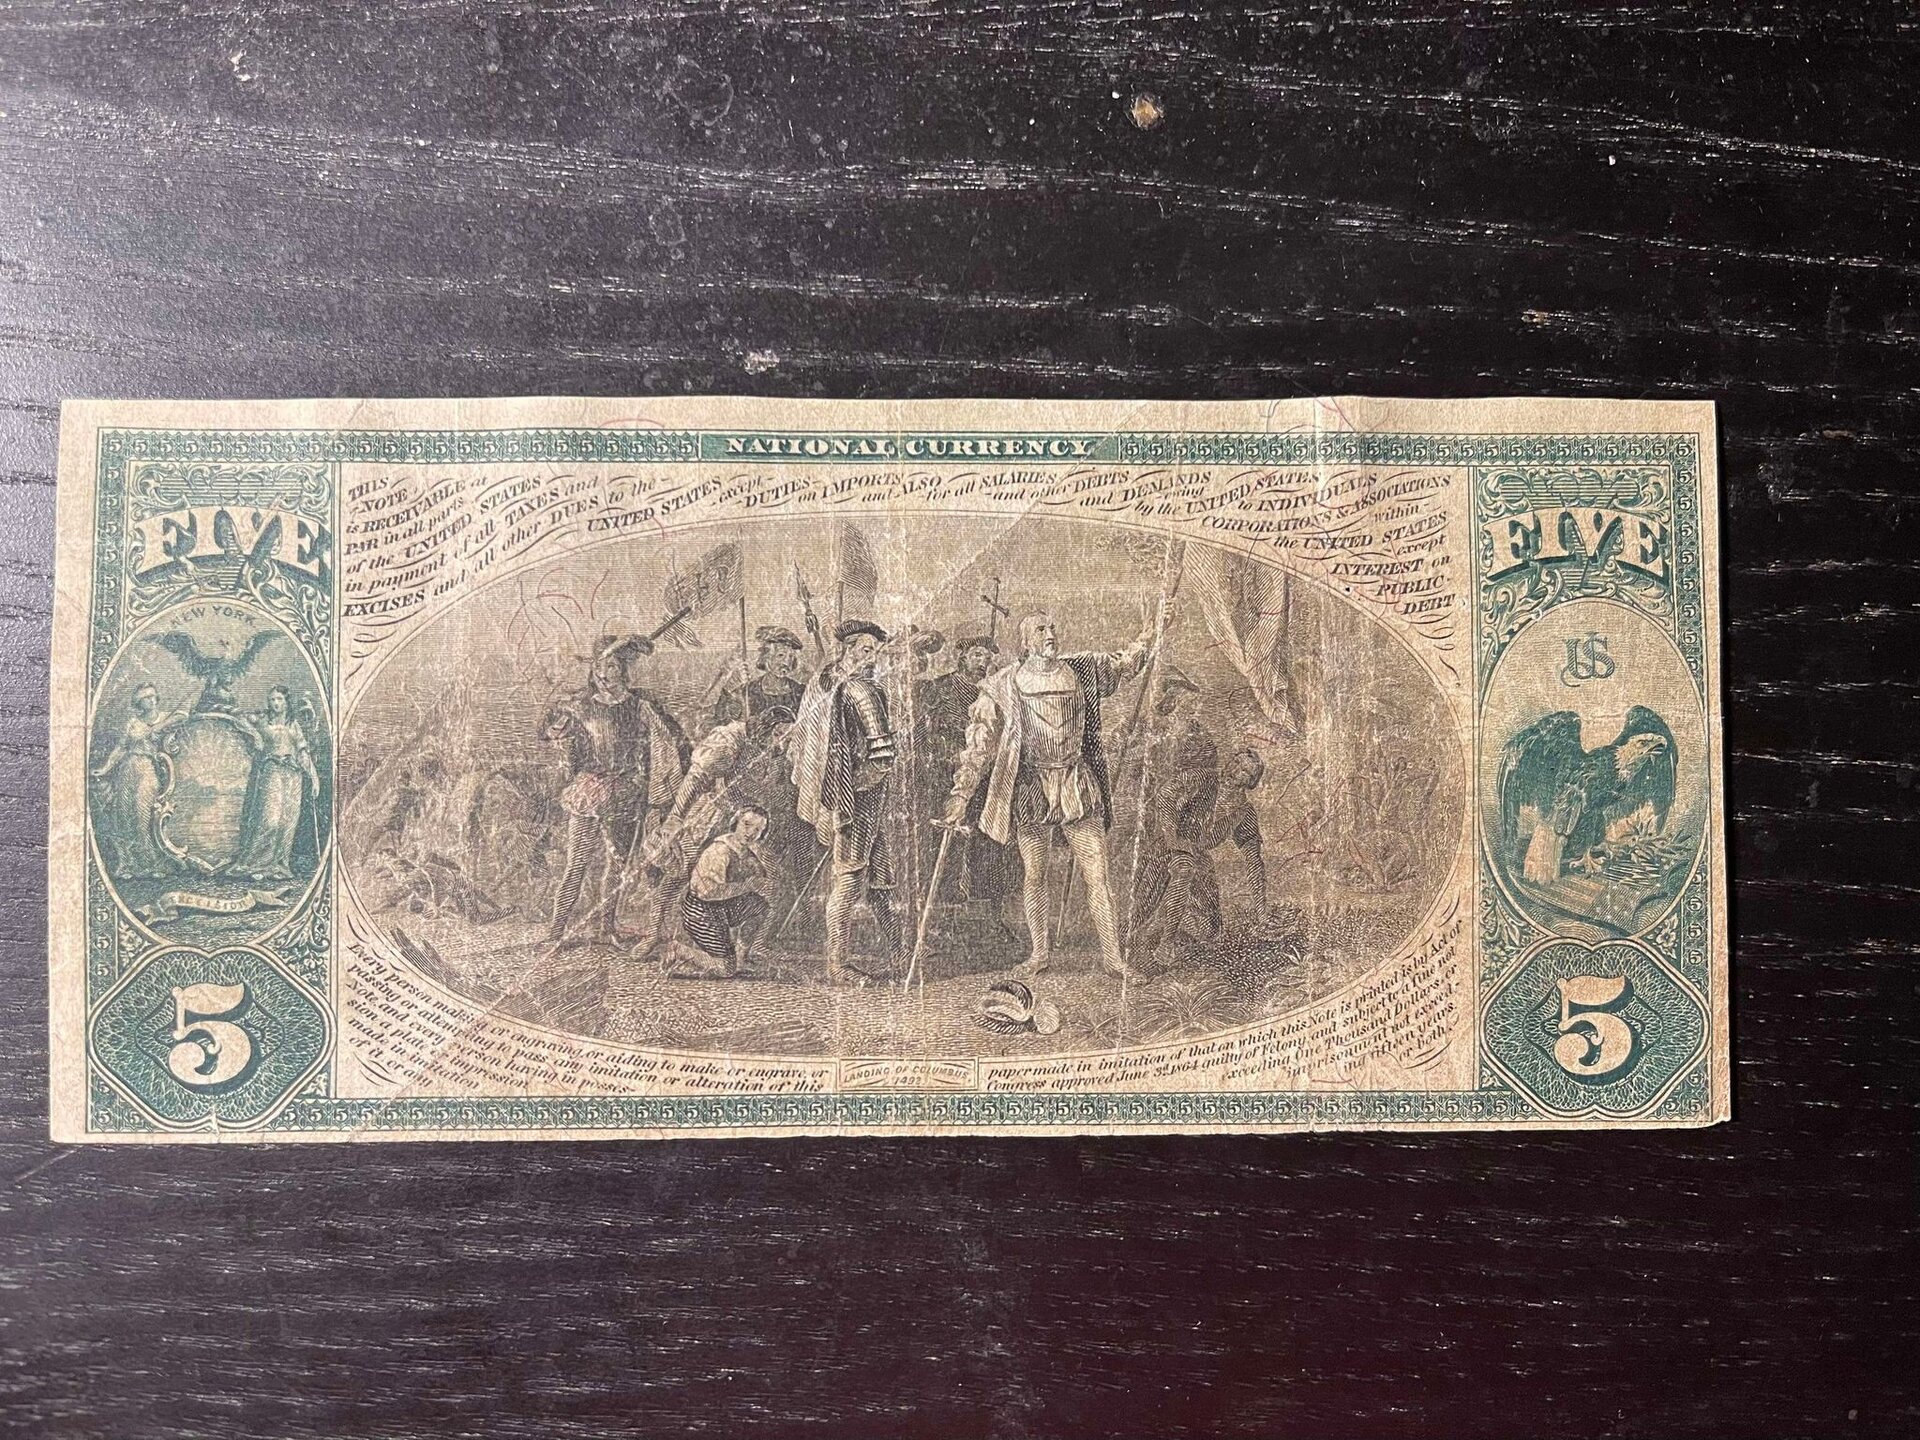 NATIONAL CURRENCY
FIVE
NEW YORK
EXCELSIOR
5
THIS
NOTE
is RECEIVABLE at
PAR in all parts
of the UNITED STATES
in payment of all TAXES and
EXCISES and all other DUES to the
UNITED STATES except
DUTIES on IMPORTS
and ALSO
for all SALARIES
and other DEBTS
and DEMANDS
owing
by the UNITED STATES
to INDIVIDUALS
CORPORATIONS & ASSOCIATIONS
within
the UNITED STATES
except
INTEREST on
PUBLIC
DEBT
Every person making or engraving, or aiding to make or engrave, or
passing or attempting to pass any imitation or alteration of this
Note, and every person having in posses-
sion a plate or impression
made in imitation
of it, or any
LANDING OF COLUMBUS
1492
paper made in imitation of that on which this Note is printed is by Act of
Congress approved June 3d. 1864 guilty of Felony, and subject to a fine not
exceeding One Thousand Dollars, or
imprisonment not exceed-
ing fifteen years,
or both
FIVE
US
5